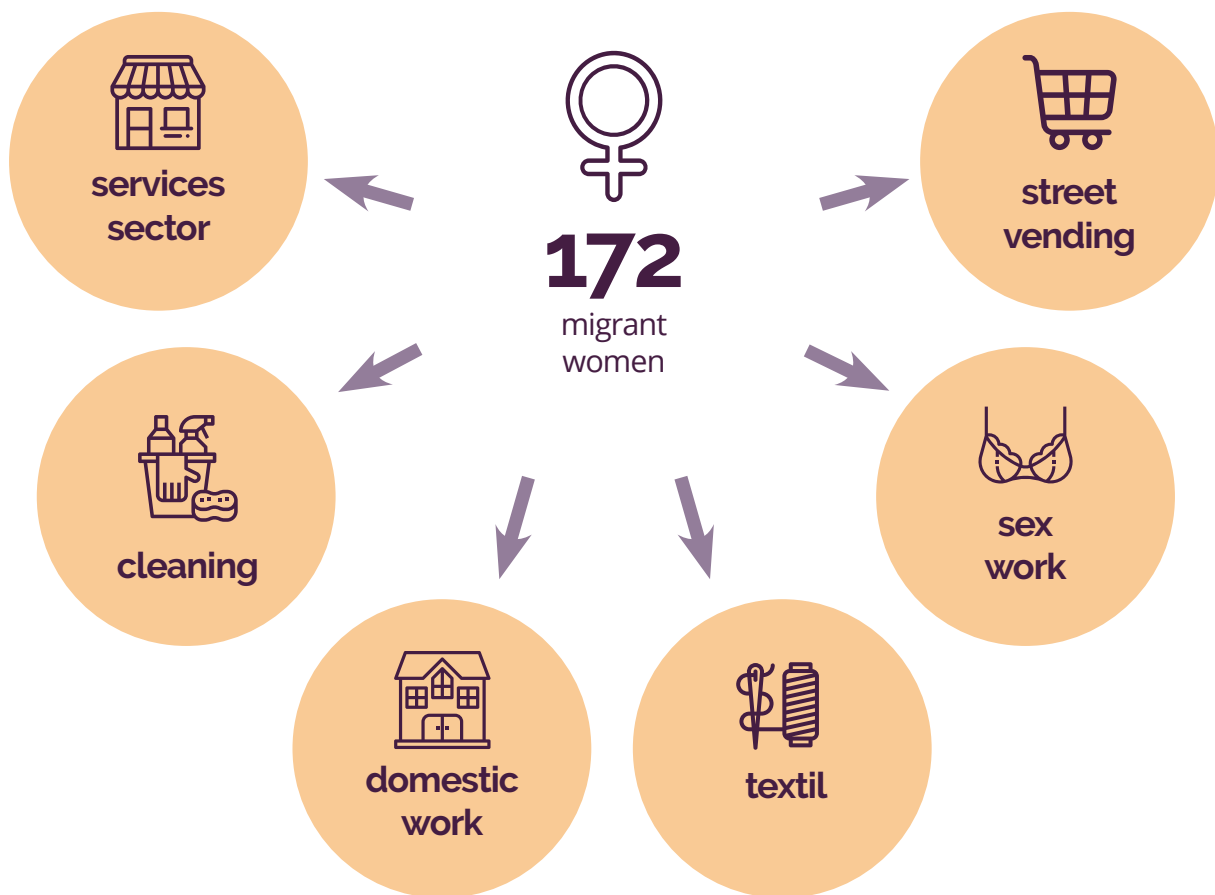 172
migrant
women
services
sector
cleaning
domestic
work
textil
sex
work
street
vending